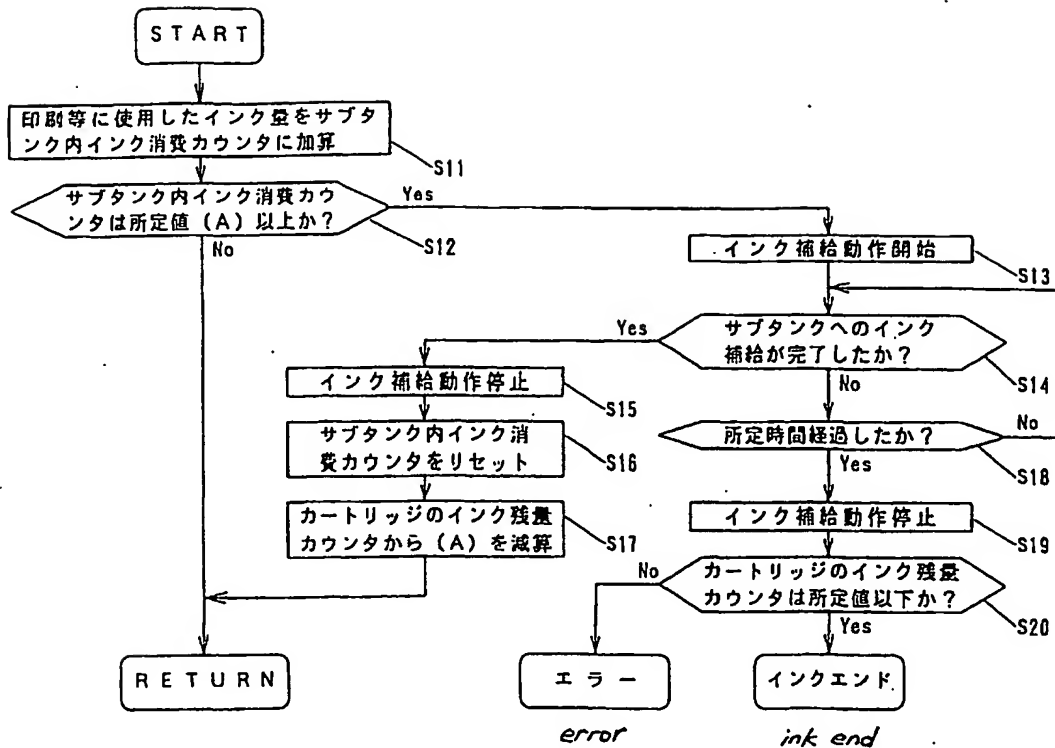 START
印刷等に使用したインク量をサブタ
ンク内インク消費カウンタに加算
S11
サブタンク内インク消費カウ
ンタは所定値(A)以上か?
Yes
S12
No
インク補給動作開始
S13
サブタンクへのインク
補給が完了したか?
Yes
S14
No
インク補給動作停止
S15
所定時間経過したか?
No
S18
Yes
サブタンク内インク消
費カウンタをリセット
S16
カートリッジのインク残量
カウンタから(A)を減算
S17
インク補給動作停止
S19
カートリッジのインク残量
カウンタは所定値以下か?
No
S20
Yes
RETURN
エラー
インクエンド
error
ink end